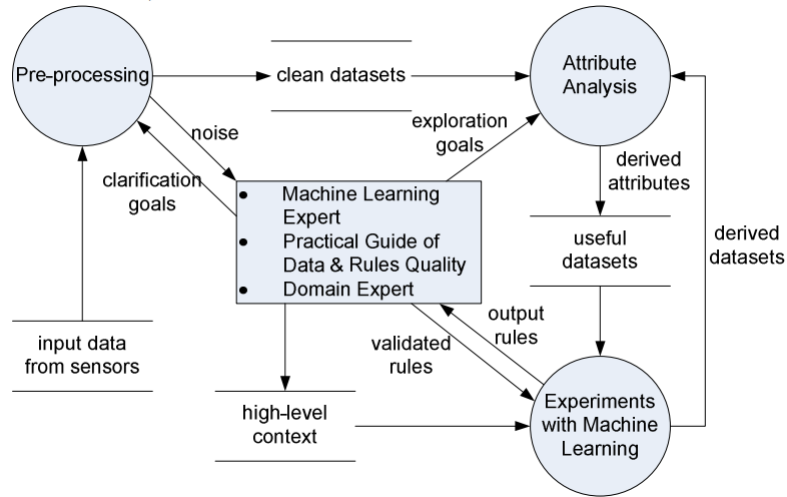 Pre-processing
clean datasets
Attribute
Analysis
noise
exploration
goals
clarification
goals
derived
attributes
• Machine Learning
Expert
• Practical Guide of
Data & Rules Quality
• Domain Expert
useful
datasets
derived
datasets
input data
from sensors
validated
rules
output
rules
high-level
context
Experiments
with Machine
Learning